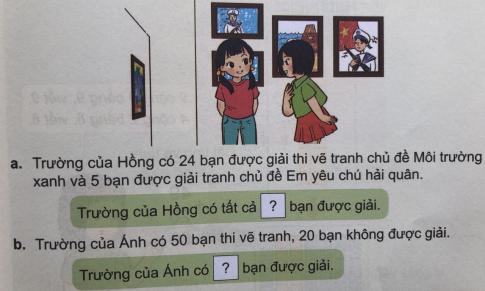 a. Trường của Hồng có 24 bạn được giải thi vẽ tranh chủ đề Môi trường
xanh và 5 bạn được giải tranh chủ đề Em yêu chú hải quân.
Trường của Hồng có tất cả ? bạn được giải.
b. Trường của Ánh có 50 bạn thi vẽ tranh, 20 bạn không được giải.
Trường của Ánh có ? bạn được giải.